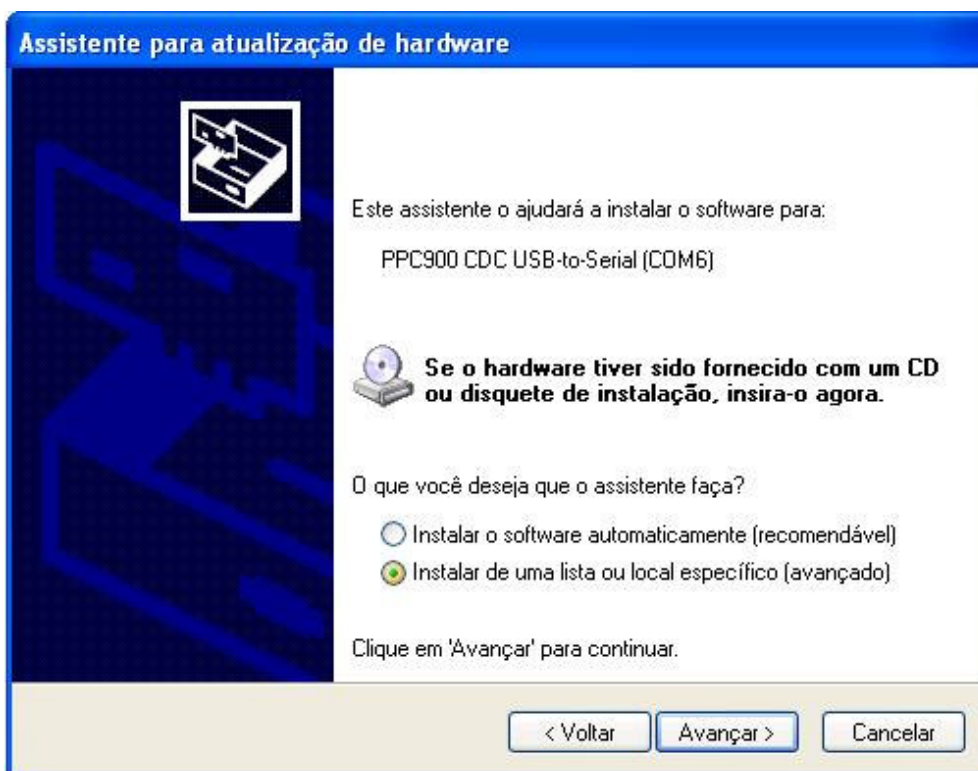 Assistente para atualização de hardware
Este assistente o ajudará a instalar o software para:
PPC900 CDC USB-to-Serial (COM6)
Se o hardware tiver sido fornecido com um CD
ou disquete de instalação, insira-o agora.
O que você deseja que o assistente faça?
Instalar o software automaticamente (recomendável)
Instalar de uma lista ou local específico (avançado)
Clique em 'Avançar' para continuar.
< Voltar
Avançar >
Cancelar